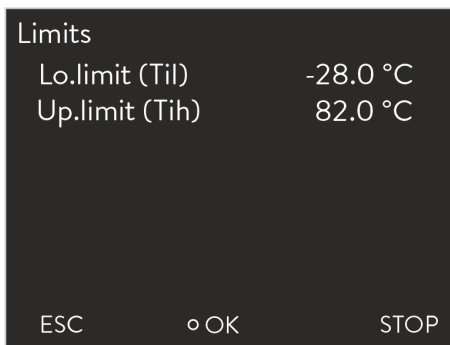 Limits
Lo.limit (Til) -28.0 °C
Up.limit (Tih) 82.0 °C
ESC OK STOP